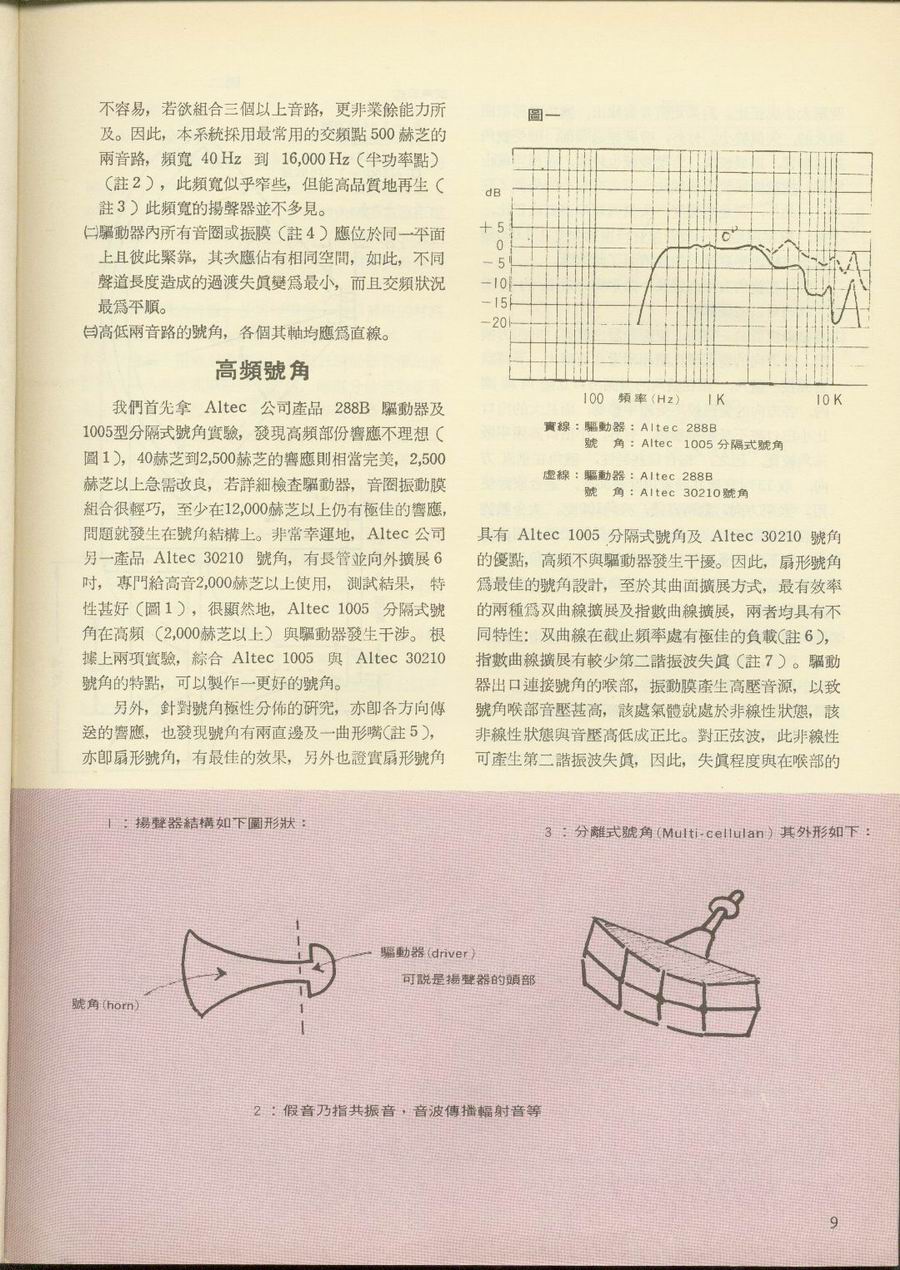 不容易，若欲組合三個以上音路，更非業餘能力所
及。因此，本系統採用最常用的交頻點 500 赫芝的
兩音路，頻寬 40 Hz 到 16,000 Hz（半功率點）
（註 2 ），此頻寬似乎窄些，但能高品質地再生（
註 3 ）此頻寬的揚聲器並不多見。
㈡驅動器內所有音圈或振膜（註 4 ）應位於同一平面
上且彼此緊靠，其次應佔有相同空間，如此，不同
聲道長度造成的過渡失眞變爲最小，而且交頻狀況
最爲平順。
㈢高低兩音路的號角，各個其軸均應爲直線。
高頻號角
我們首先拿 Altec 公司產品 288B 驅動器及
1005型分隔式號角實驗，發現高頻部份響應不理想（
圖 1 ），40赫芝到2,500赫芝的響應則相當完美，2,500
赫芝以上急需改良，若詳細檢查驅動器，音圈振動膜
組合很輕巧，至少在12,000赫芝以上仍有極佳的響應，
問題就發生在號角結構上。非常幸運地，Altec 公司
另一產品 Altec 30210 號角，有長管並向外擴展 6
吋，專門給高音2,000赫芝以上使用，測試結果，特
性甚好（圖 1 ），很顯然地，Altec 1005 分隔式號
角在高頻（2,000赫芝以上）與驅動器發生干涉。根
據上兩項實驗，綜合 Altec 1005 與 Altec 30210
號角的特點，可以製作一更好的號角。
另外，針對號角極性分佈的研究，亦卽各方向傳
送的響應，也發現號角有兩直邊及一曲形嘴（註 5 ），
亦卽扇形號角，有最佳的效果，另外也證實扇形號角
圖一
dB
+ 5
0
− 5
−10
−15
−20
0°
100 頻率 (Hz) 1K 10K
實線：驅動器：Altec 288B
號 角：Altec 1005 分隔式號角
虛線：驅動器：Altec 288B
號 角：Altec 30210 號角
具有 Altec 1005 分隔式號角及 Altec 30210 號角
的優點，高頻不與驅動器發生干擾。因此，扇形號角
爲最佳的號角設計，至於其曲面擴展方式，最有效率
的兩種爲双曲線擴展及指數曲線擴展，兩者均具有不
同特性：双曲線在截止頻率處有極佳的負載（註 6 ），
指數曲線擴展有較少第二諧振波失眞（註 7 ）。驅動
器出口連接號角的喉部，振動膜產生高壓音源，以致
號角喉部音壓甚高，該處氣體就處於非線性狀態，該
非線性狀態與音壓高低成正比。對正弦波，此非線性
可產生第二諧振波失眞，因此，失眞程度與在喉部的
1 ：揚聲器結構如下圖形狀：
號角 (horn)
驅動器 (driver)
可說是揚聲器的頭部
3 ：分離式號角 (Multi-cellulan) 其外形如下：
2 ：假音乃指共振音，音波傳播輻射音等
9